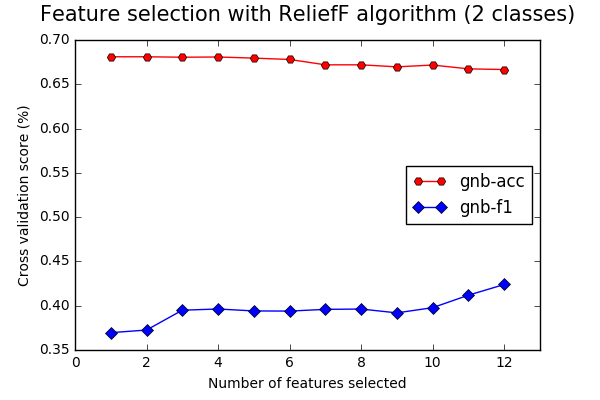 Feature selection with ReliefF algorithm (2 classes)
0.70
0.65
0.60
0.55
0.50
0.45
0.40
0.35
Cross validation score (%)
gnb-acc
gnb-f1
0 2 4 6 8 10 12
Number of features selected